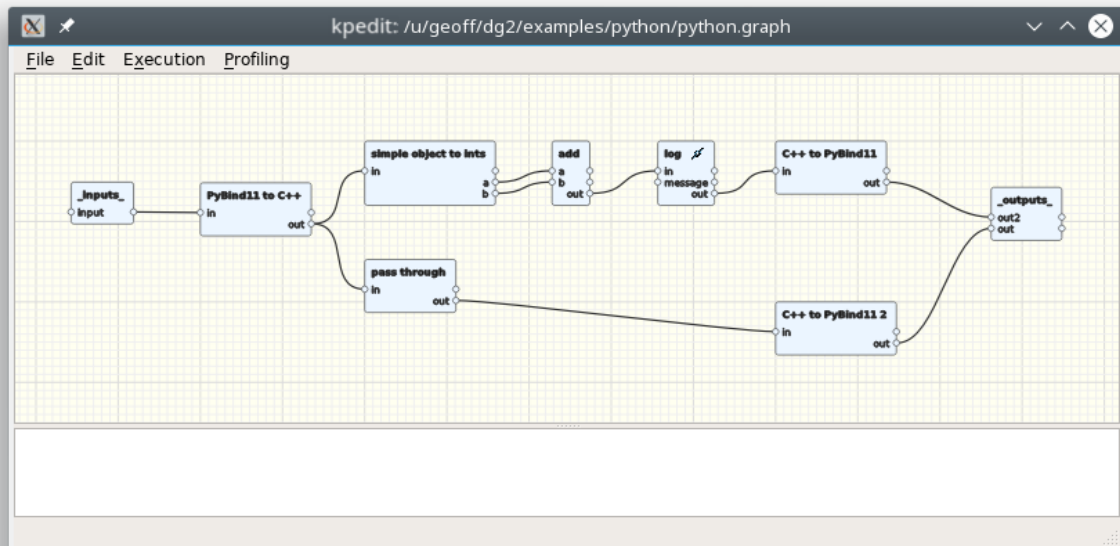 kpedit: /u/geoff/dg2/examples/python/python.graph
File Edit Execution Profiling
_inputs_
input
PyBind11 to C++
in
out
simple object to ints
in
a
b
add
a
b
out
log
in
message
out
C++ to PyBind11
in
out
_outputs_
out2
out
pass through
in
out
C++ to PyBind11 2
in
out